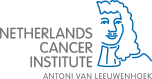 NETHERLANDS
CANCER
INSTITUTE
ANTONI VAN LEEUWENHOEK